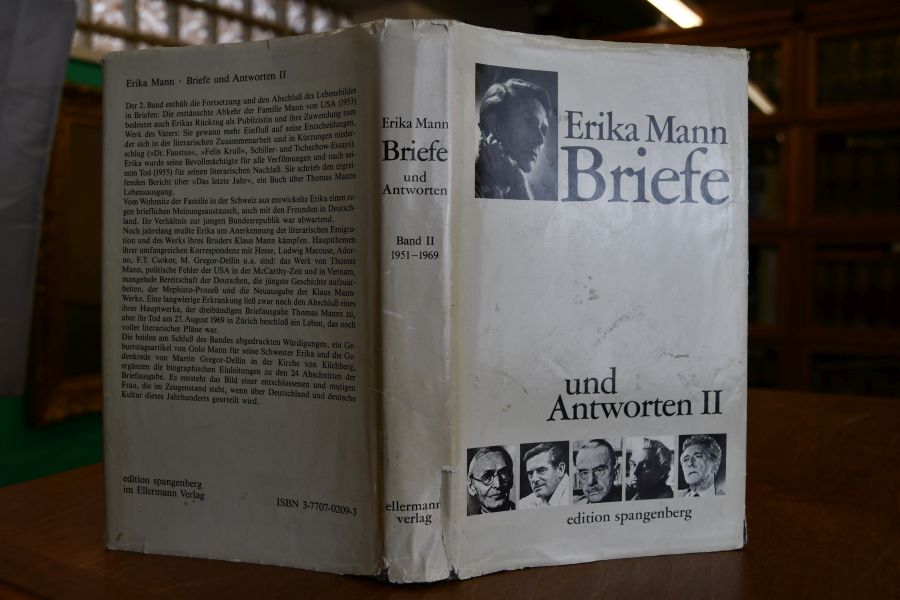 Erika Mann · Briefe und Antworten II
Der 2. Band enthält die Fortsetzung und den Abschluß des Lebensbildes
in Briefen: Die enttäuschte Abkehr der Familie Mann von USA (1953)
bedeutet auch Erikas Rückzug als Publizistin und ihre Zuwendung zum
Werk des Vaters: Sie gewann mehr Einfluß auf seine Entscheidungen,
der sich in der literarischen Zusammenarbeit und in Kürzungen nieder-
schlug (»Dr. Faustus«, »Felix Krull«, Schiller- und Tschechow-Essays).
Erika wurde seine Bevollmächtigte für alle Verfilmungen und nach sei-
nem Tod (1955) für seinen literarischen Nachlaß. Sie schrieb den ergrei-
fenden Bericht über »Das letzte Jahr«, ein Buch über Thomas Manns
Lebensausgang.
Vom Wohnsitz der Familie in der Schweiz aus entwickelte Erika einen re-
gen brieflichen Meinungsaustausch, auch mit den Freunden in Deutsch-
land. Ihr Verhältnis zur jungen Bundesrepublik war abwartend.
Noch jahrelang mußte Erika um Anerkennung der literarischen Emigra-
tion und des Werks ihres Bruders Klaus Mann kämpfen. Hauptthemen
ihrer umfangreichen Korrespondenz mit Hesse, Ludwig Marcuse, Ador-
no, F.T. Csokor, M. Gregor-Dellin u.a. sind: das Werk von Thomas
Mann, politische Fehler der USA in der McCarthy-Zeit und in Vietnam,
mangelnde Bereitschaft der Deutschen, die jüngste Geschichte aufzuar-
beiten, der Mephisto-Prozeß und die Neuausgabe der Klaus Mann-
Werke. Eine langwierige Erkrankung ließ zwar noch den Abschluß eines
ihrer Hauptwerke, der dreibändigen Briefausgabe Thomas Manns zu,
aber ihr Tod am 27. August 1969 in Zürich beschloß ein Leben, das noch
voller literarischer Pläne war.
Die beiden am Schluß des Bandes abgedruckten Würdigungen, ein Ge-
burtstagsartikel von Golo Mann für seine Schwester Erika und die Ge-
denkrede von Martin Gregor-Dellin in der Kirche von Kilchberg,
ergänzen die biographischen Einleitungen zu den 24 Abschnitten der
Briefausgabe. Es entsteht das Bild einer entschlossenen und mutigen
Frau, die im Zeugenstand steht, wenn über Deutschland und deutsche
Kultur dieses Jahrhunderts geurteilt wird.
edition spangenberg
im Ellermann Verlag
ISBN 3-7707-0209-3
Erika Mann
Briefe
und
Antworten
Band II
1951–1969
ellermann
verlag
Erika Mann
Briefe
und
Antworten II
edition spangenberg